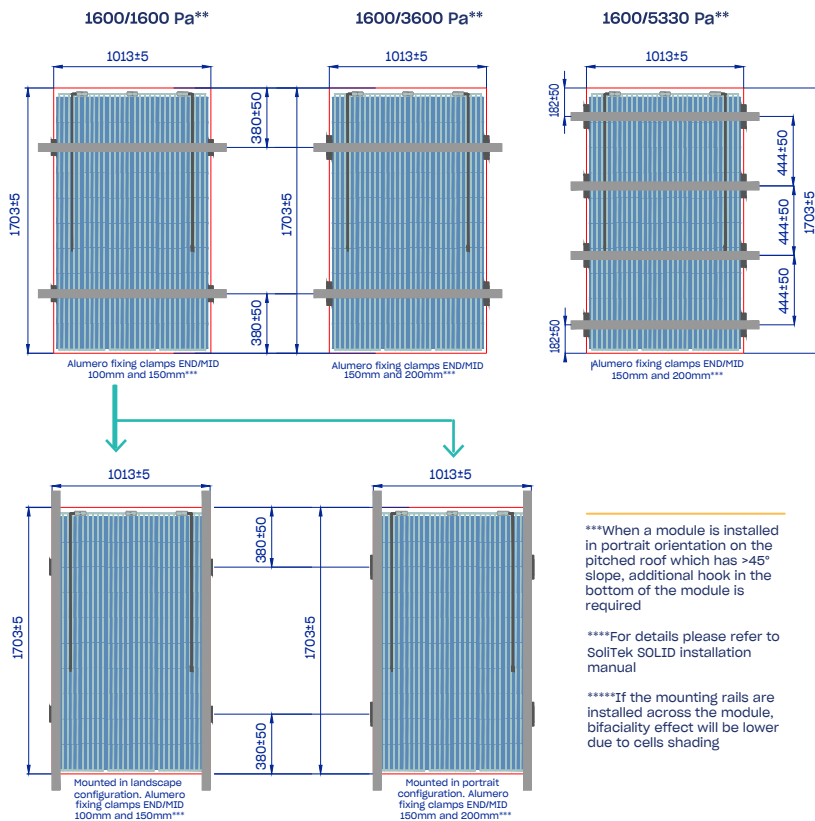 1600/1600 Pa**
1600/3600 Pa**
1600/5330 Pa**
1013±5
1013±5
1013±5
380±50
380±50
182±50
444±50
1703±5
1703±5
444±50
1703±5
444±50
380±50
380±50
182±50
Alumero fixing clamps END/MID
100mm and 150mm***
Alumero fixing clamps END/MID
150mm and 200mm***
Alumero fixing clamps END/MID
150mm and 200mm***
1013±5
1013±5
380±50
1703±5
1703±5
380±50
Mounted in landscape
configuration. Alumero
fixing clamps END/MID
100mm and 150mm***
Mounted in portrait
configuration. Alumero
fixing clamps END/MID
150mm and 200mm***
***When a module is installed
in portrait orientation on the
pitched roof which has >45°
slope, additional hook in the
bottom of the module is
required
****For details please refer to
SoliTek SOLID installation
manual
*****If the mounting rails are
installed across the module,
bifaciality effect will be lower
due to cells shading